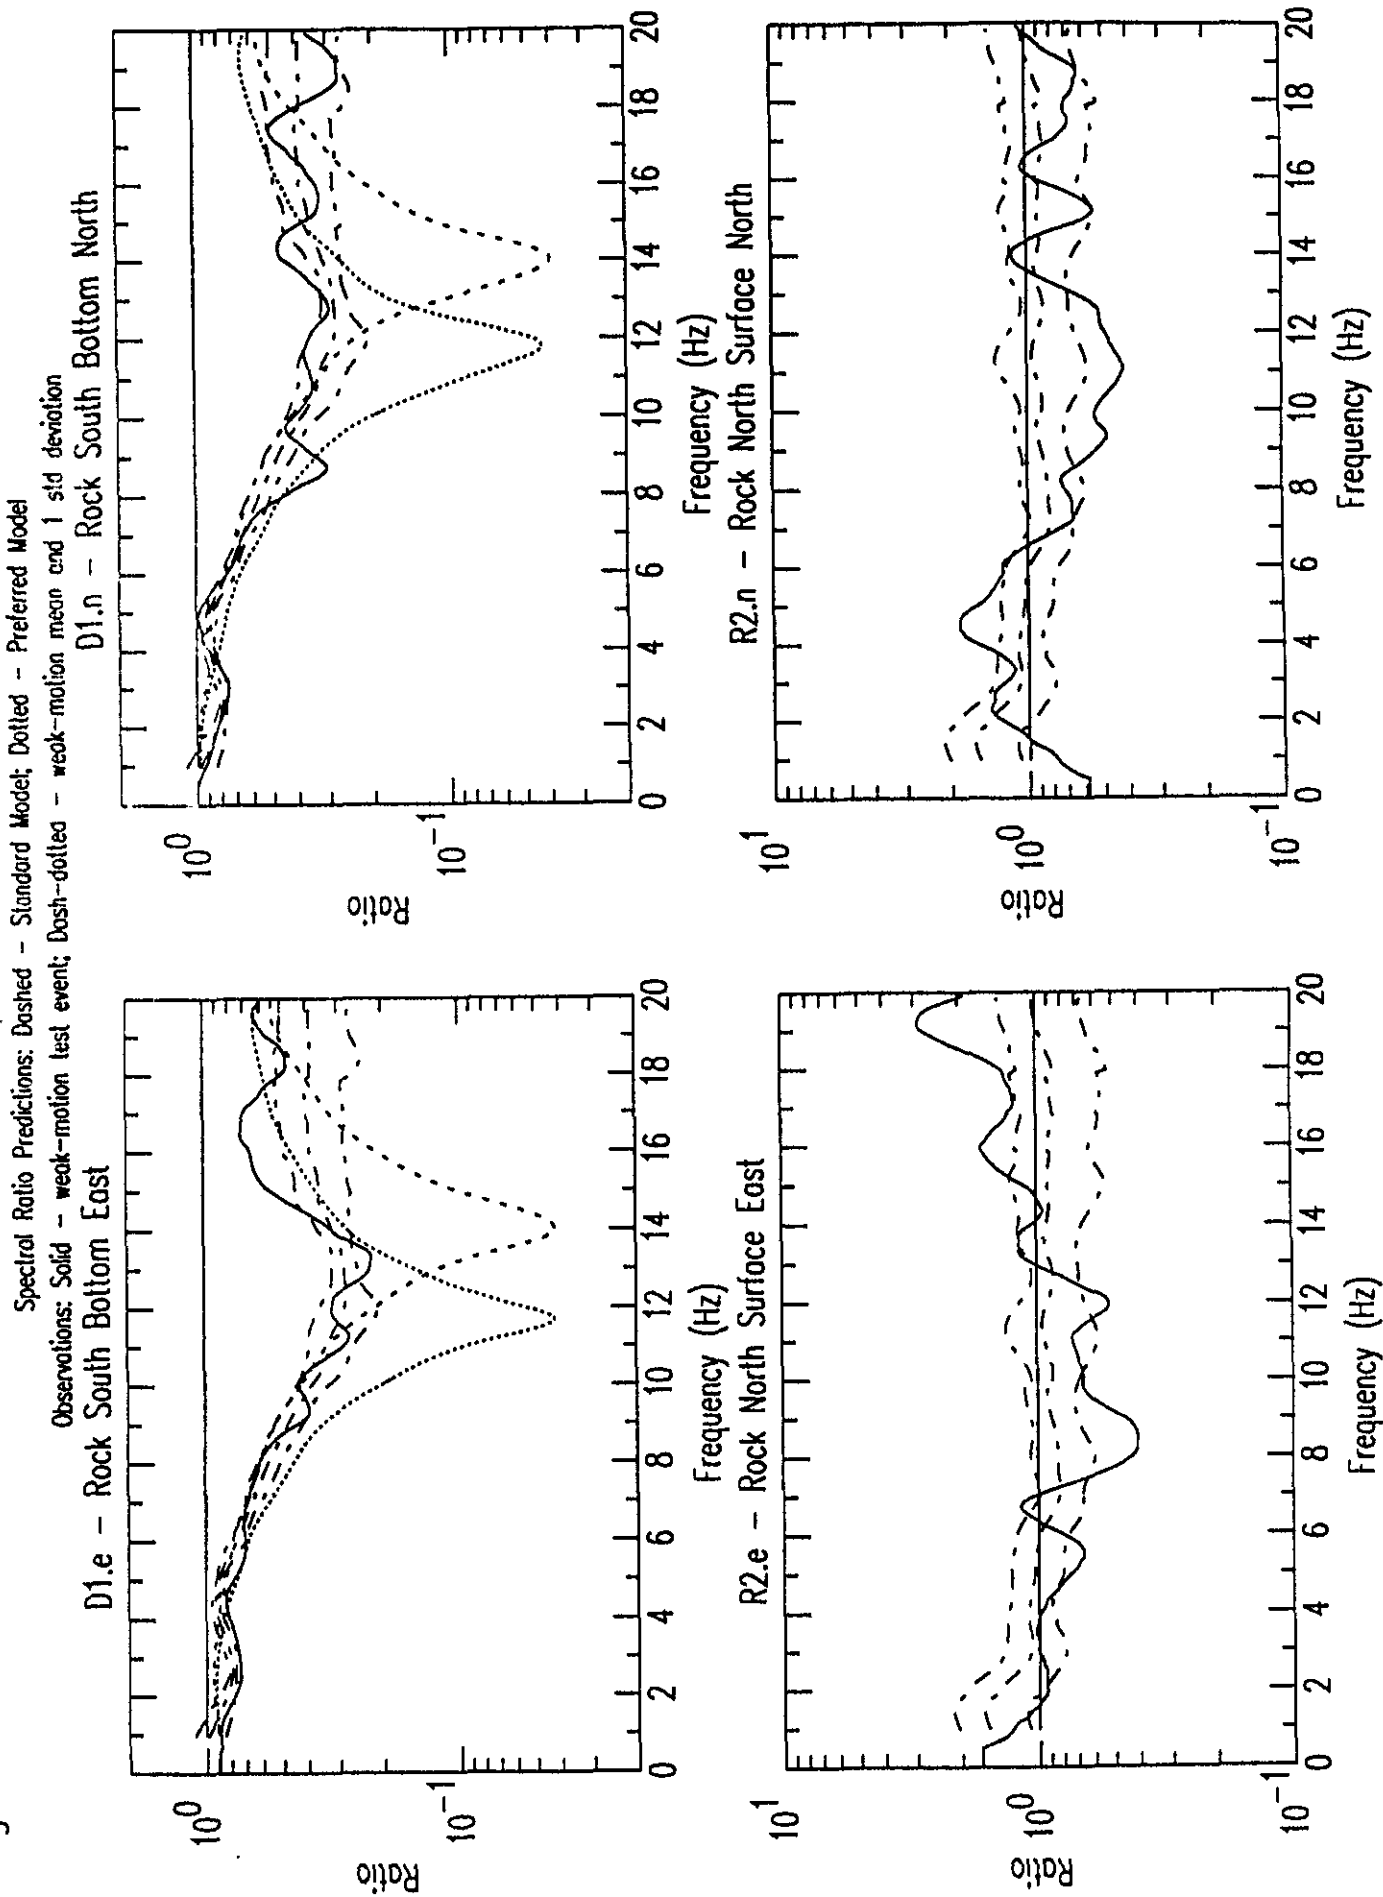 Spectral Ratio Predictions: Dashed - Standard Model; Dotted - Preferred Model
Observations: Solid - weak-motion test event; Dash-dotted - weak-motion mean and 1 std deviation
D1.e - Rock South Bottom East
10^0
10^-1
Ratio
0 2 4 6 8 10 12 14 16 18 20
Frequency (Hz)
D1.n - Rock South Bottom North
10^0
10^-1
Ratio
0 2 4 6 8 10 12 14 16 18 20
Frequency (Hz)
R2.e - Rock North Surface East
10^1
10^0
10^-1
Ratio
0 2 4 6 8 10 12 14 16 18 20
Frequency (Hz)
R2.n - Rock North Surface North
10^1
10^0
10^-1
Ratio
0 2 4 6 8 10 12 14 16 18 20
Frequency (Hz)